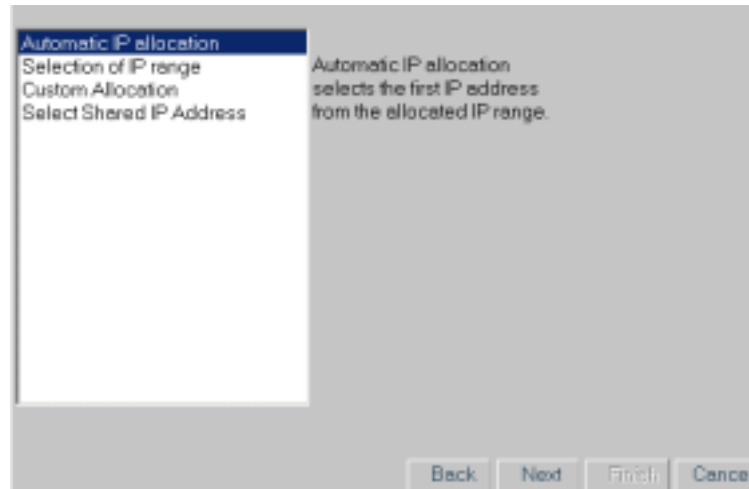 Automatic IP allocation
Selection of IP range
Custom Allocation
Select Shared IP Address
Automatic IP allocation
selects the first IP address
from the allocated IP range.
Back Next Finish Cance